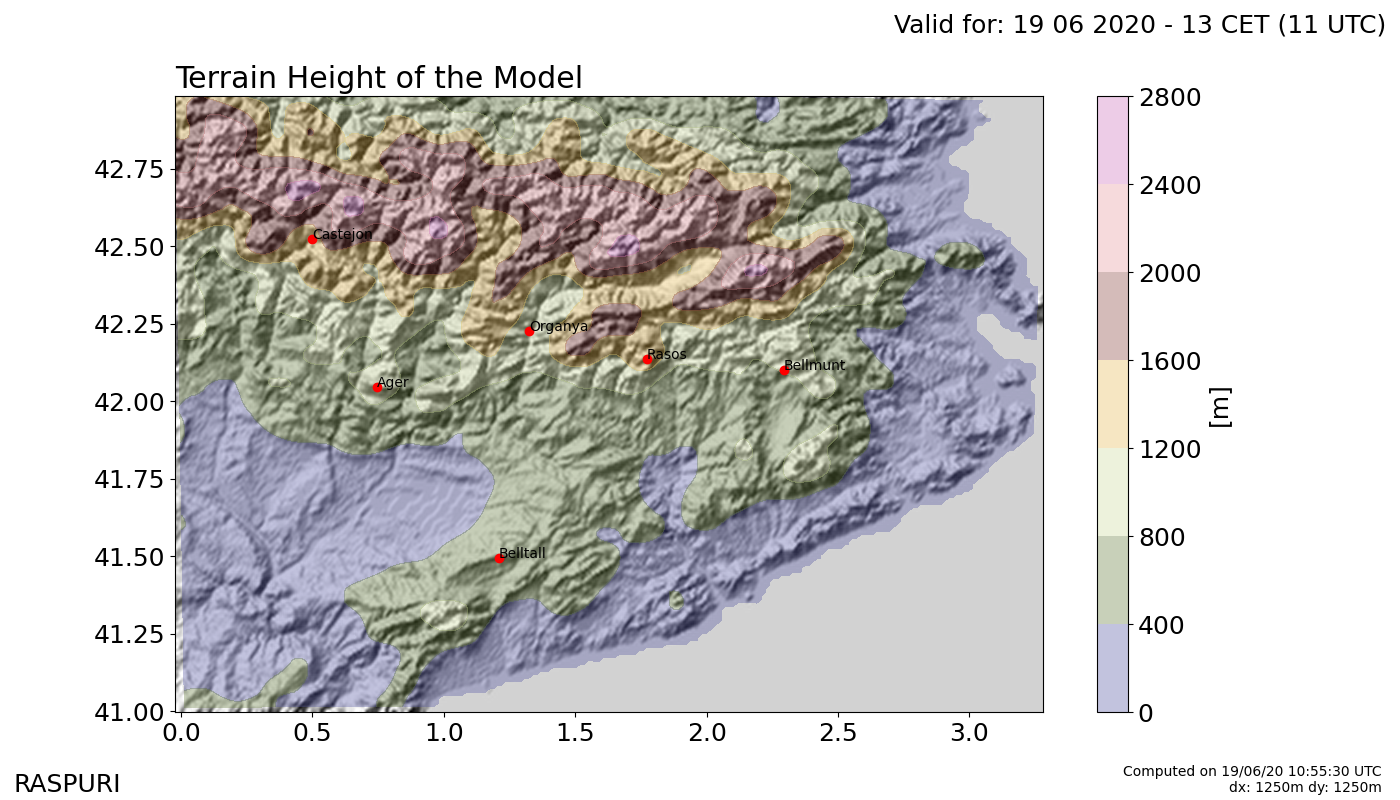 Valid for: 19 06 2020 - 13 CET (11 UTC)
Terrain Height of the Model
2800
2400
2000
1600
1200
800
400
0
[m]
42.75
42.50
42.25
42.00
41.75
41.50
41.25
41.00
Castejon
Organya
Rasos
Bellmunt
Ager
Belltall
0.0 0.5 1.0 1.5 2.0 2.5 3.0
RASPURI
Computed on 19/06/20 10:55:30 UTC
dx: 1250m dy: 1250m